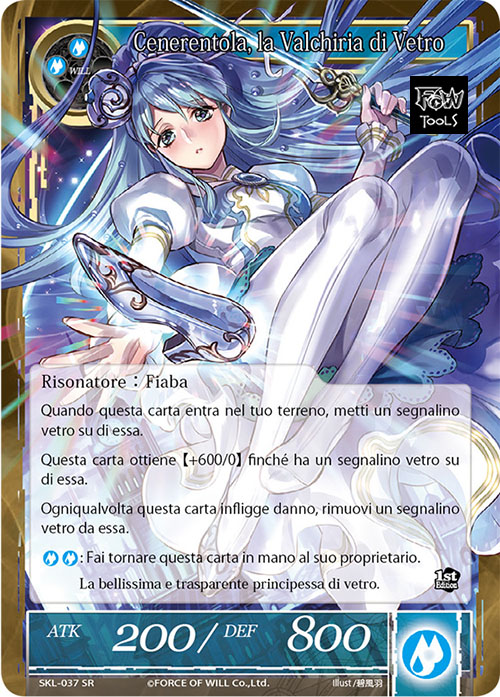 Cenerentola, la Valchiria di Vetro
WILL
FoW
TOOLS
Risonatore : Fiaba
Quando questa carta entra nel tuo terreno, metti un segnalino
vetro su di essa.
Questa carta ottiene【+600/0】finché ha un segnalino vetro su
di essa.
Ogniqualvolta questa carta infligge danno, rimuovi un segnalino
vetro da essa.
: Fai tornare questa carta in mano al suo proprietario.
La bellissima e trasparente principessa di vetro.
1st
Edition
ATK 200 / DEF 800
SKL-037 SR ©FORCE OF WILL Co.,Ltd. Illust/碧風羽